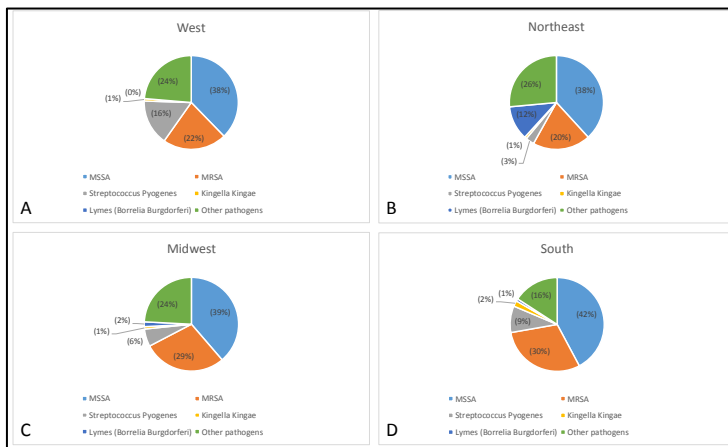 West
(24%)
(38%)
(0%)
(1%)
(16%)
(22%)
MSSA MRSA
Streptococcus Pyogenes Kingella Kingae
Lymes (Borrelia Burgdorferi) Other pathogens
A
Northeast
(26%)
(38%)
(12%)
(1%)
(20%)
(3%)
MSSA MRSA
Streptococcus Pyogenes Kingella Kingae
Lymes (Borrelia Burgdorferi) Other pathogens
B
Midwest
(24%)
(39%)
(2%)
(1%)
(6%)
(29%)
MSSA MRSA
Streptococcus Pyogenes Kingella Kingae
Lymes (Borrelia Burgdorferi) Other pathogens
C
South
(1%)
(16%)
(2%)
(42%)
(9%)
(30%)
MSSA MRSA
Streptococcus Pyogenes Kingella Kingae
Lymes (Borrelia Burgdorferi) Other pathogens
D